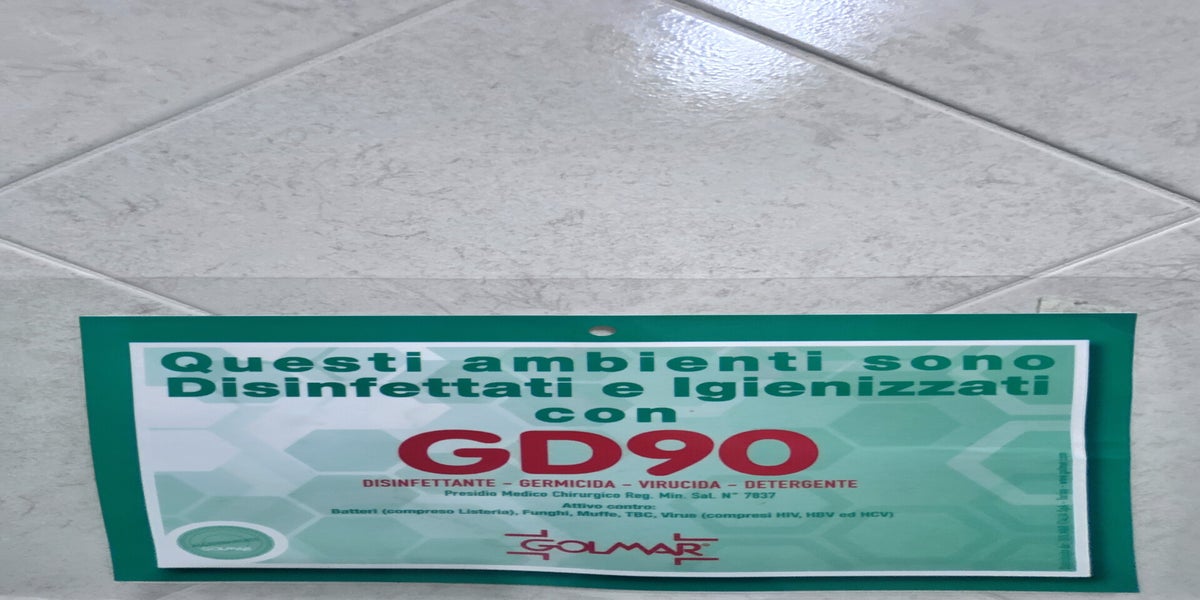 Questi ambienti sono
Disinfettati e Igienizzati
con
GD90
DISINFETTANTE - GERMICIDA - VIRUCIDA - DETERGENTE
Presidio Medico Chirurgico Reg. Min. Sal. N° 7837
Attivo contro:
Batteri (compreso Listeria), Funghi, Muffe, TBC, Virus (compresi HIV, HBV ed HCV)
GOLMAR
GOLMAR